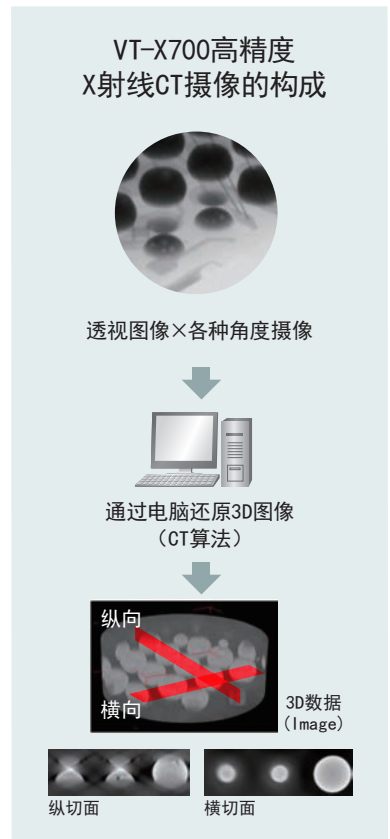 VT-X700高精度
X射线CT摄像的构成
透视图像×各种角度摄像
通过电脑还原3D图像
（CT算法）
纵向
横向
3D数据
(Image)
纵切面
横切面